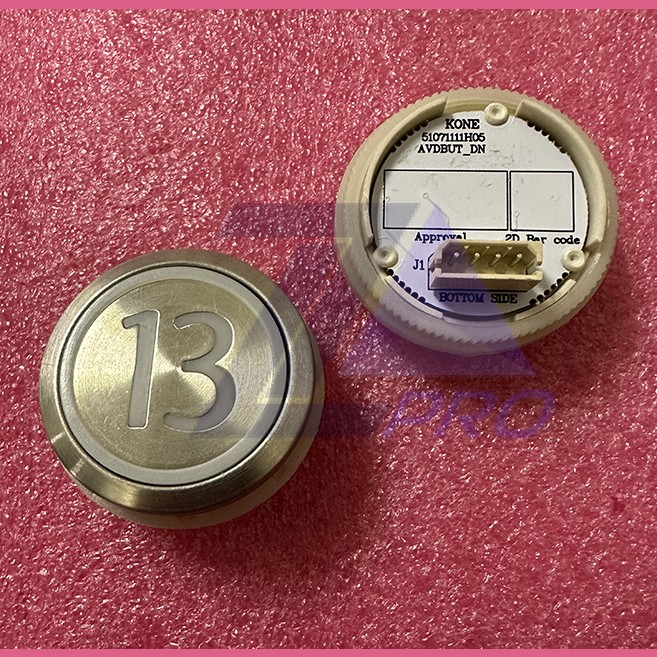 KONE
51071111H05
AVDBUT_DN
Approval 2D Bar code
J1
BOTTOM SIDE
13
PRO